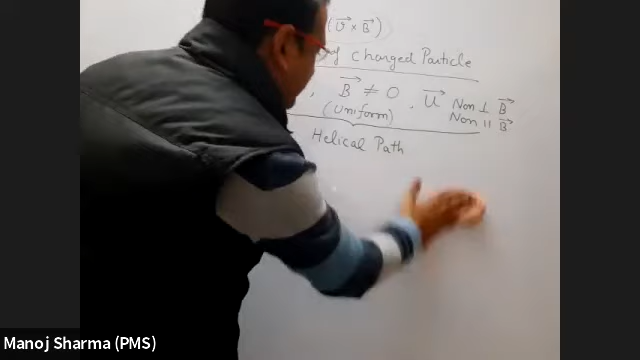 (v⃗ × B⃗)
of Charged Particle
, B⃗ ≠ 0 , u⃗ Non ⊥ B⃗
(Uniform) Non || B⃗
Helical Path
Manoj Sharma (PMS)